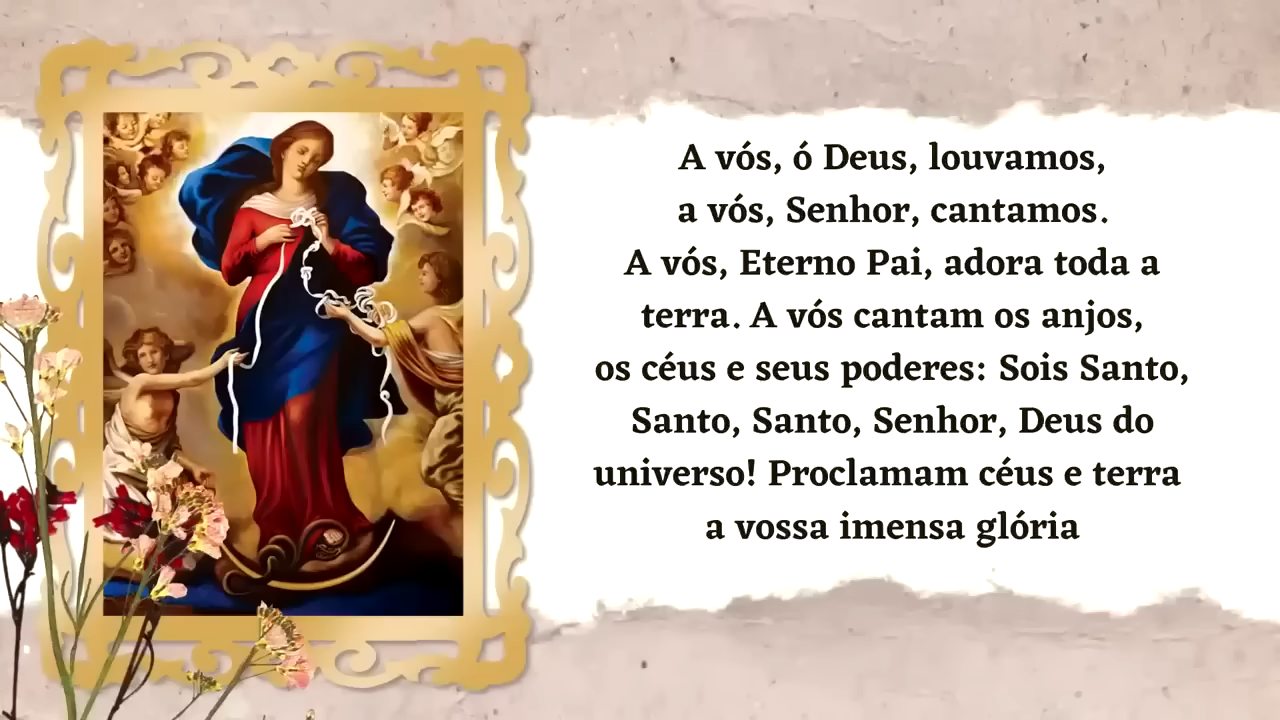 A vós, ó Deus, louvamos,
a vós, Senhor, cantamos.
A vós, Eterno Pai, adora toda a
terra. A vós cantam os anjos,
os céus e seus poderes: Sois Santo,
Santo, Santo, Senhor, Deus do
universo! Proclamam céus e terra
a vossa imensa glória